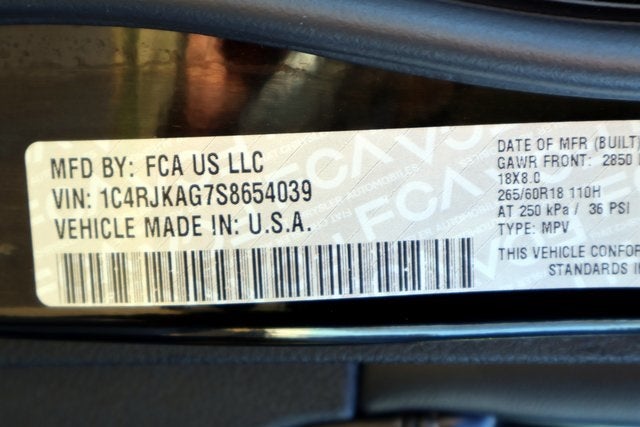 MFD BY: FCA US LLC
VIN: 1C4RJKAG7S8654039
VEHICLE MADE IN: U.S.A.
DATE OF MFR (BUILT)
GAWR FRONT: 2850
18X8.0
265/60R18 110H
AT 250 kPa / 36 PSI
TYPE: MPV
THIS VEHICLE CONFOR
STANDARDS I